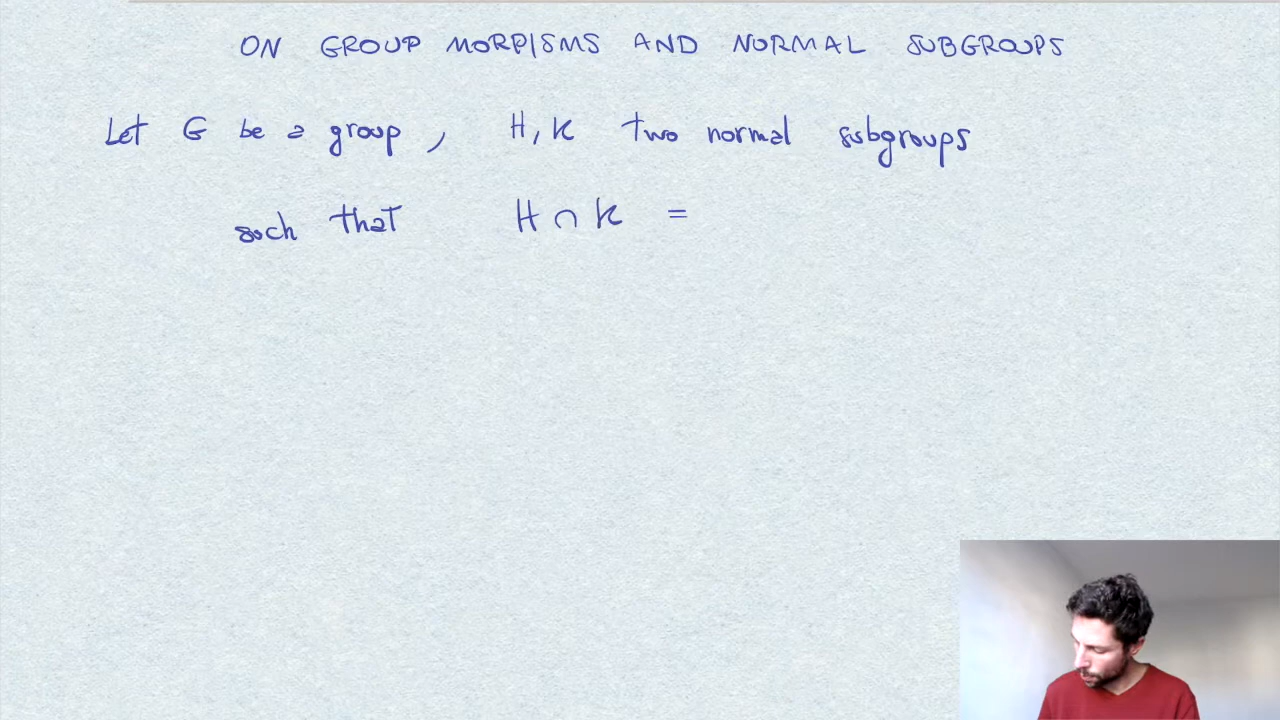 ON GROUP MORPISMS AND NORMAL SUBGROUPS
Let G be a group, H, K two normal subgroups
such that H ∩ K =